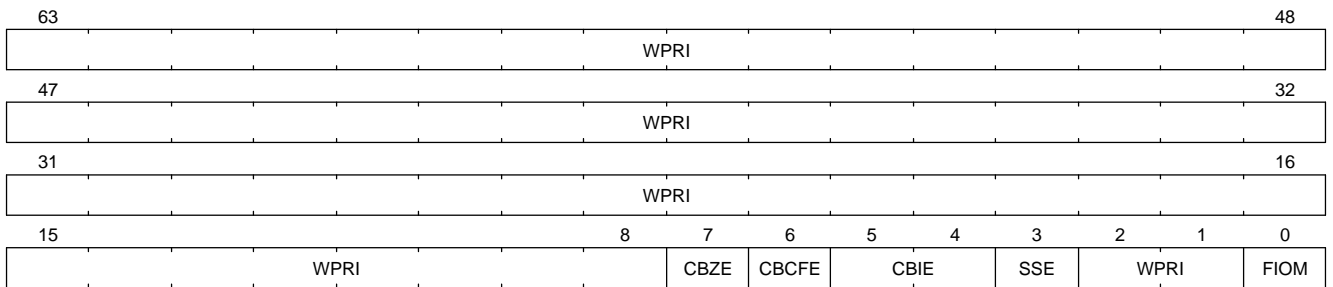 63 48
WPRI
47 32
WPRI
31 16
WPRI
15 8 7 6 5 4 3 2 1 0
WPRI CBZE CBCFE CBIE SSE WPRI FIOM